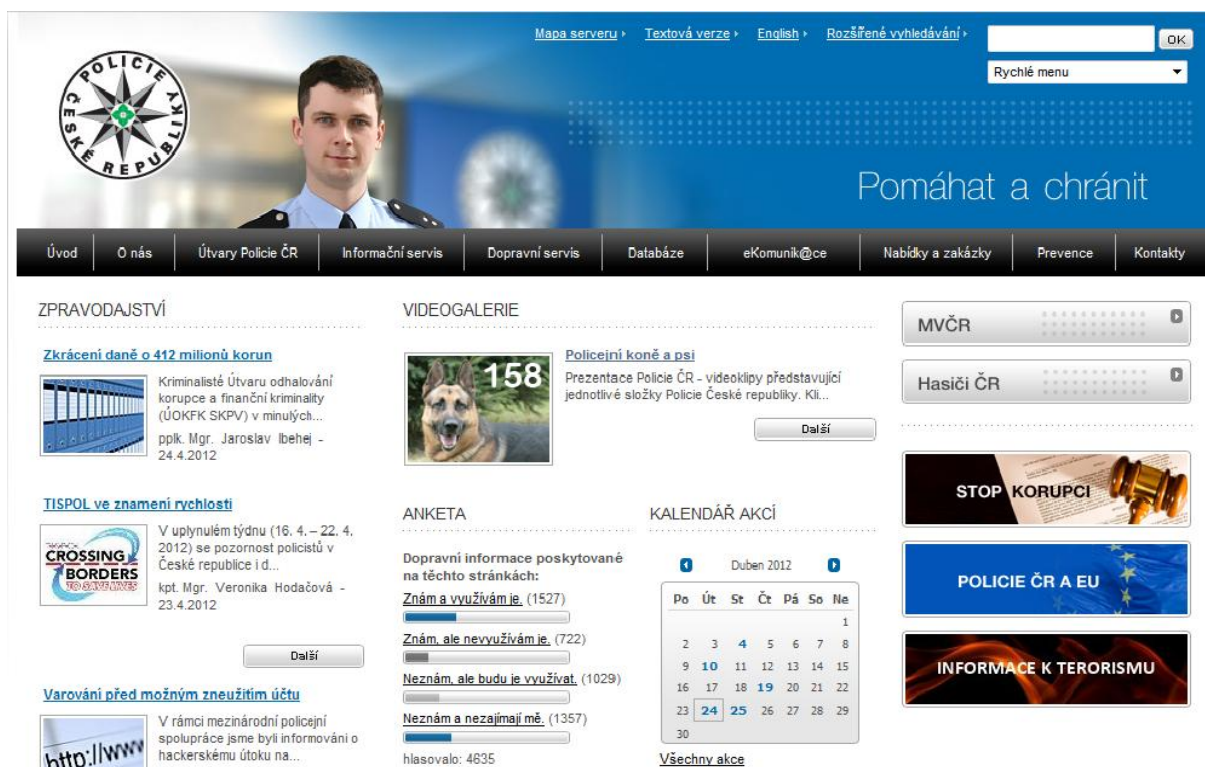 Mapa serveru
Textová verze
English
Rozšířené vyhledávání
OK
Rychlé menu
POLICIE ČESKÉ REPUBLIKY
Pomáhat a chránit
Úvod
O nás
Útvary Policie ČR
Informační servis
Dopravní servis
Databáze
eKomunik@ce
Nabídky a zakázky
Prevence
Kontakty
ZPRAVODAJSTVÍ
Zkrácení daně o 412 milionů korun
Kriminalisté Útvaru odhalování
korupce a finanční kriminality
(ÚOKFK SKPV) v minulých...
pplk. Mgr. Jaroslav Ibehej -
24.4.2012
TISPOL ve znamení rychlosti
CROSSING
BORDERS
TO SAVE LIVES
V uplynulém týdnu (16. 4. – 22. 4.
2012) se pozornost policistů v
České republice i d...
kpt. Mgr. Veronika Hodačová -
23.4.2012
Další
Varování před možným zneužitím účtu
http://www
V rámci mezinárodní policejní
spolupráce jsme byli informováni o
hackerskému útoku na...
VIDEOGALERIE
158
Policejní koně a psi
Prezentace Policie ČR - videoklipy představující
jednotlivé složky Policie České republiky. Kli...
Další
ANKETA
Dopravní informace poskytované
na těchto stránkách:
Znám a využívám je. (1527)
Znám, ale nevyužívám je. (722)
Neznám, ale budu je využívat. (1029)
Neznám a nezajímají mě. (1357)
hlasovalo: 4635
KALENDÁŘ AKCÍ
Duben 2012
Po Út St Čt Pá So Ne
1
2 3 4 5 6 7 8
9 10 11 12 13 14 15
16 17 18 19 20 21 22
23 24 25 26 27 28 29
30
Všechny akce
MVČR
Hasiči ČR
STOP KORUPCI
POLICIE ČR A EU
INFORMACE K TERORISMU